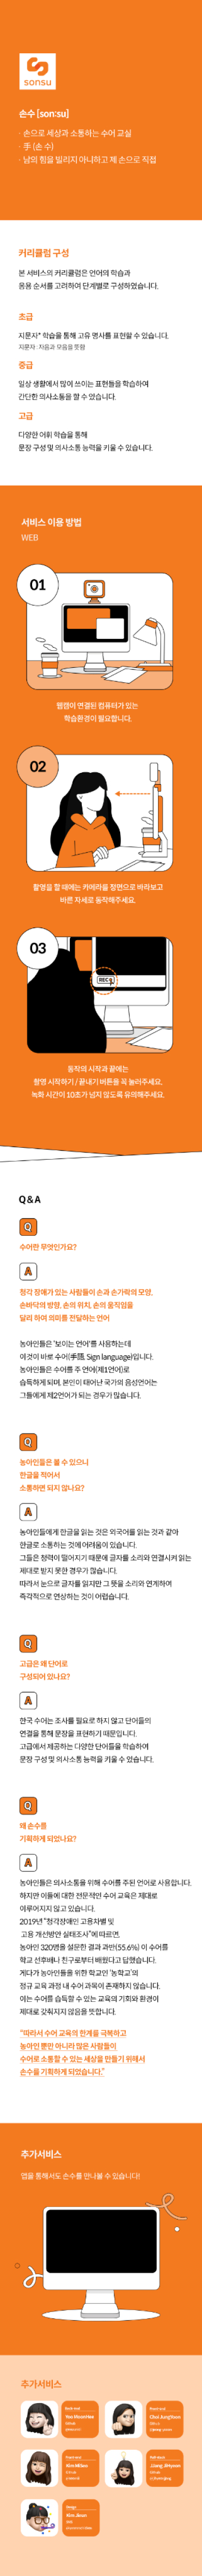 sonsu
손수 [son:su]
· 손으로 세상과 소통하는 수어 교실
· 手 (손 수)
· 남의 힘을 빌리지 아니하고 제 손으로 직접
커리큘럼 구성
본 서비스의 커리큘럼은 언어의 학습과
응용 순서를 고려하여 단계별로 구성하였습니다.
초급
지문자* 학습을 통해 고유 명사를 표현할 수 있습니다.
지문자 : 자음과 모음을 뜻함
중급
일상 생활에서 많이 쓰이는 표현들을 학습하여
간단한 의사소통을 할 수 있습니다.
고급
다양한 어휘 학습을 통해
문장 구성 및 의사소통 능력을 키울 수 있습니다.
서비스 이용 방법
WEB
01
웹캠이 연결된 컴퓨터가 있는
학습환경이 필요합니다.
02
촬영을 할 때에는 카메라를 정면으로 바라보고
바른 자세로 동작해주세요.
03
REC
동작의 시작과 끝에는
촬영 시작하기 / 끝내기 버튼을 꼭 눌러주세요.
녹화 시간이 10초가 넘지 않도록 유의해주세요.
Q&A
Q
수어란 무엇인가요?
A
청각 장애가 있는 사람들이 손과 손가락의 모양,
손바닥의 방향, 손의 위치, 손의 움직임을
달리 하여 의미를 전달하는 언어
농아인들은 '보이는 언어'를 사용하는데
이것이 바로 수어(手語, Sign language)입니다.
농아인들은 수어를 주 언어(제1언어)로
습득하게 되며, 본인이 태어난 국가의 음성언어는
그들에게 제2언어가 되는 경우가 많습니다.
Q
농아인들은 볼 수 있으니
한글을 적어서
소통하면 되지 않나요?
A
농아인들에게 한글을 읽는 것은 외국어를 읽는 것과 같아
한글로 소통하는 것에 어려움이 있습니다.
그들은 청력이 떨어지기 때문에 글자를 소리와 연결시켜 읽는
제대로 받지 못한 경우가 많습니다.
따라서 눈으로 글자를 읽지만 그 뜻을 소리와 연계하여
즉각적으로 연상하는 것이 어렵습니다.
Q
고급은 왜 단어로
구성되어 있나요?
A
한국 수어는 조사를 필요로 하지 않고 단어들의
연결을 통해 문장을 표현하기 때문입니다.
고급에서 제공하는 다양한 단어들을 학습하여
문장 구성 및 의사소통 능력을 키울 수 있습니다.
Q
왜 손수를
기획하게 되었나요?
A
농아인들은 의사소통을 위해 수어를 주된 언어로 사용합니다.
하지만 이들에 대한 전문적인 수어 교육은 제대로
이루어지지 않고 있습니다.
2019년 "청각장애인 고용차별 및
고용 개선방안 실태조사"에 따르면,
농아인 320명을 설문한 결과 과반(55.6%)이 수어를
학교 선후배나 친구로부터 배웠다고 답했습니다.
게다가 농아인들을 위한 학교인 '농학교'의
정규 교육 과정 내 수어 과목이 존재하지 않습니다.
이는 수어를 습득할 수 있는 교육의 기회와 환경이
제대로 갖춰지지 않음을 뜻합니다.
"따라서 수어 교육의 한계을 극복하고
농아인 뿐만 아니라 많은 사람들이
수어로 소통할 수 있는 세상을 만들기 위해서
손수를 기획하게 되었습니다."
추가서비스
앱을 통해서도 손수를 만나볼 수 있습니다!
추가서비스